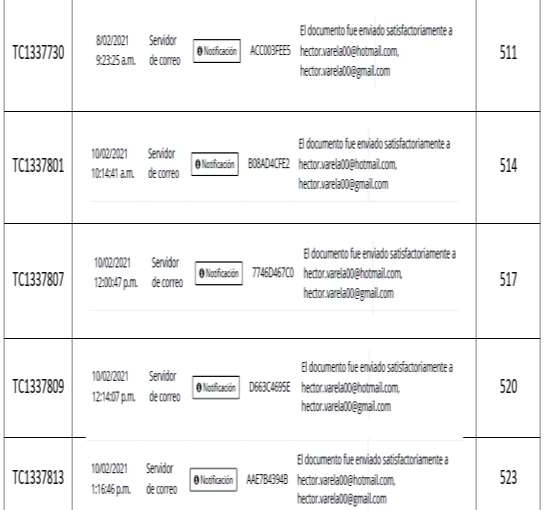 TC1337730
8/02/2021
9:23:25 a.m.
Servidor
de correo
Notificación
ACC003FEE5
El documento fue enviado satisfactoriamente a
hector.varela00@hotmail.com,
hector.varela00@gmail.com
511
TC1337801
10/02/2021
10:14:41 a.m.
Servidor
de correo
Notificación
B08AD4CFE2
El documento fue enviado satisfactoriamente a
hector.varela00@hotmail.com,
hector.varela00@gmail.com
514
TC1337807
10/02/2021
12:00:47 p.m.
Servidor
de correo
Notificación
7746D467C0
El documento fue enviado satisfactoriamente a
hector.varela00@hotmail.com,
hector.varela00@gmail.com
517
TC1337809
10/02/2021
12:14:07 p.m.
Servidor
de correo
Notificación
D663C4695E
El documento fue enviado satisfactoriamente a
hector.varela00@hotmail.com,
hector.varela00@gmail.com
520
TC1337813
10/02/2021
1:16:46 p.m.
Servidor
de correo
Notificación
AAE7B4394B
El documento fue enviado satisfactoriamente a
hector.varela00@hotmail.com,
hector.varela00@gmail.com
523